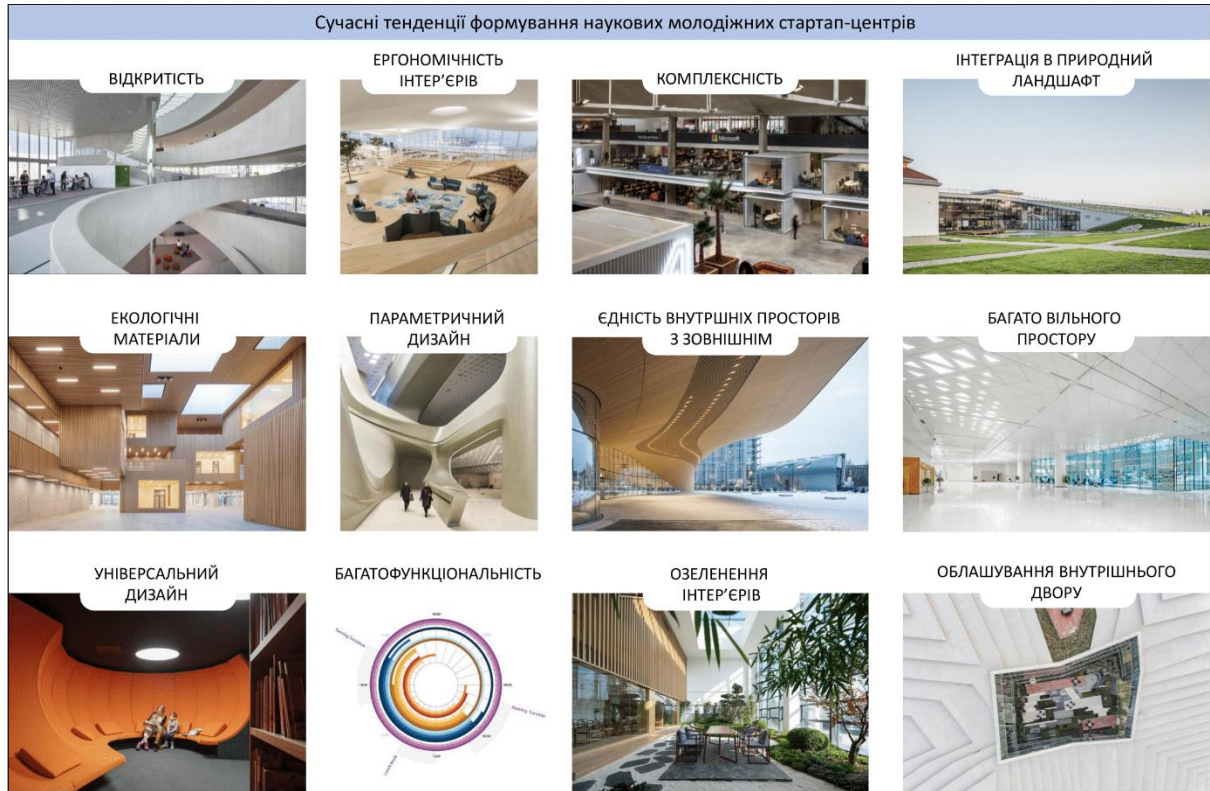 Сучасні тенденції формування наукових молодіжних стартап-центрів
ВІДКРИТІСТЬ
ЕРГОНОМІЧНІСТЬ
ІНТЕР’ЄРІВ
КОМПЛЕКСНІСТЬ
ІНТЕГРАЦІЯ В ПРИРОДНИЙ
ЛАНДШАФТ
Microsoft
ЕКОЛОГІЧНІ
МАТЕРІАЛИ
ПАРАМЕТРИЧНИЙ
ДИЗАЙН
ЄДНІСТЬ ВНУТРШНІХ ПРОСТОРІВ
З ЗОВНІШНІМ
БАГАТО ВІЛЬНОГО
ПРОСТОРУ
УНІВЕРСАЛЬНИЙ
ДИЗАЙН
БАГАТОФУНКЦІОНАЛЬНІСТЬ
ОЗЕЛЕНЕННЯ
ІНТЕР’ЄРІВ
ОБЛАШУВАННЯ ВНУТРІШНЬОГО
ДВОРУ